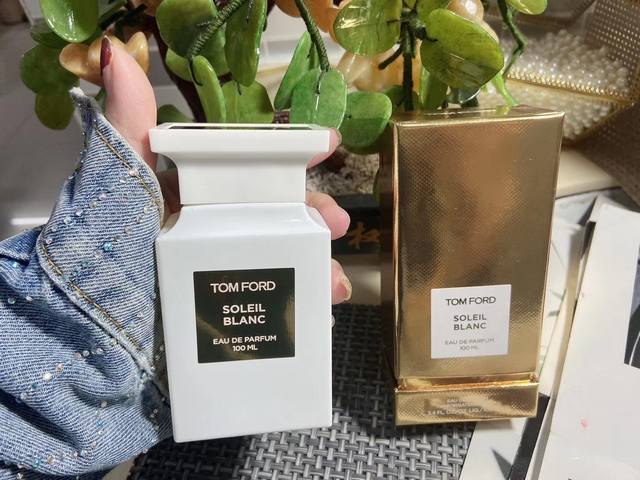 TOM FORD
SOLEIL
BLANC
EAU DE PARFUM
100 ML
TOM FORD
SOLEIL
BLANC
EAU DE PARFUM
100 ML